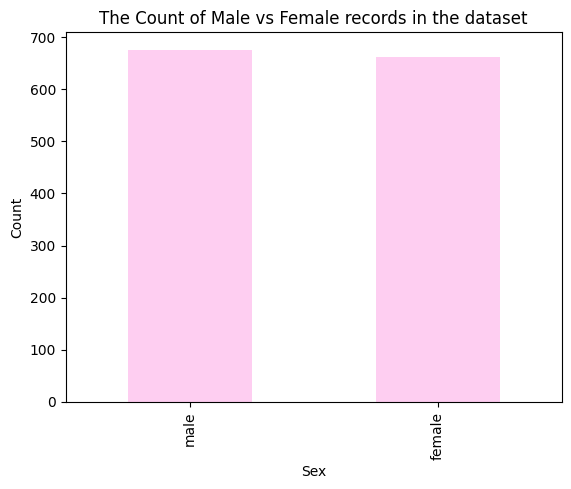 The Count of Male vs Female records in the dataset
700
600
500
400
300
200
100
0
Count
male
female
Sex